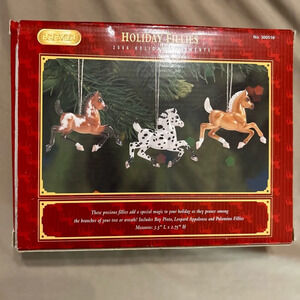 BREYER
HOLIDAY FILLIES
2006 HOLIDAY ORNAMENTS
No. 300516
These precious fillies add a special magic to your holiday as they prance among
the branches of your tree or wreath! Includes Bay Pinto, Leopard Appaloosa and Palomino Fillies
Measures: 3.5" L x 2.75" H